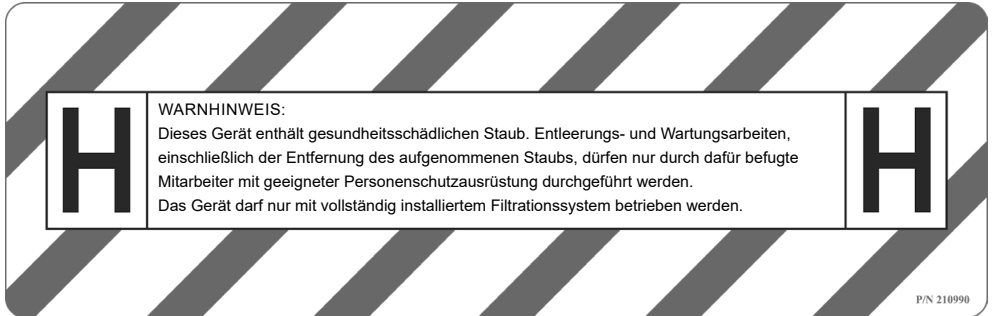 H
WARNHINWEIS:
Dieses Gerät enthält gesundheitsschädlichen Staub. Entleerungs- und Wartungsarbeiten,
einschließlich der Entfernung des aufgenommenen Staubs, dürfen nur durch dafür befugte
Mitarbeiter mit geeigneter Personenschutzausrüstung durchgeführt werden.
Das Gerät darf nur mit vollständig installiertem Filtrationssystem betrieben werden.
H
P/N 210990